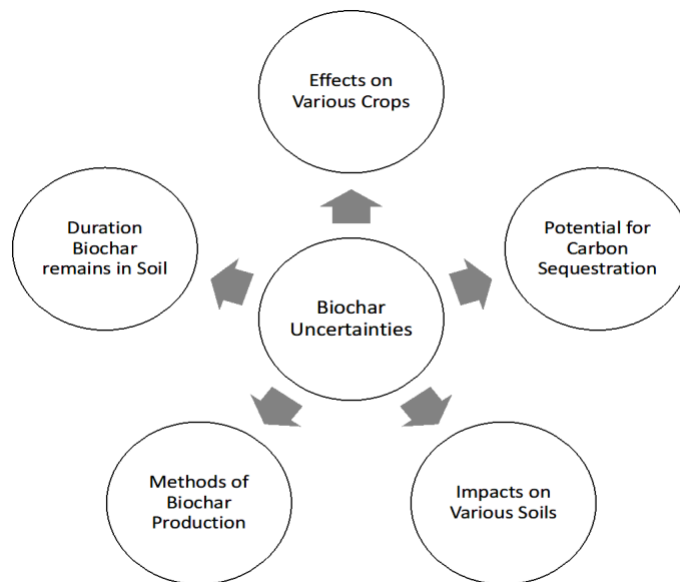 Effects on
Various Crops
Duration
Biochar
remains in Soil
Potential for
Carbon
Sequestration
Biochar
Uncertainties
Methods of
Biochar
Production
Impacts on
Various Soils